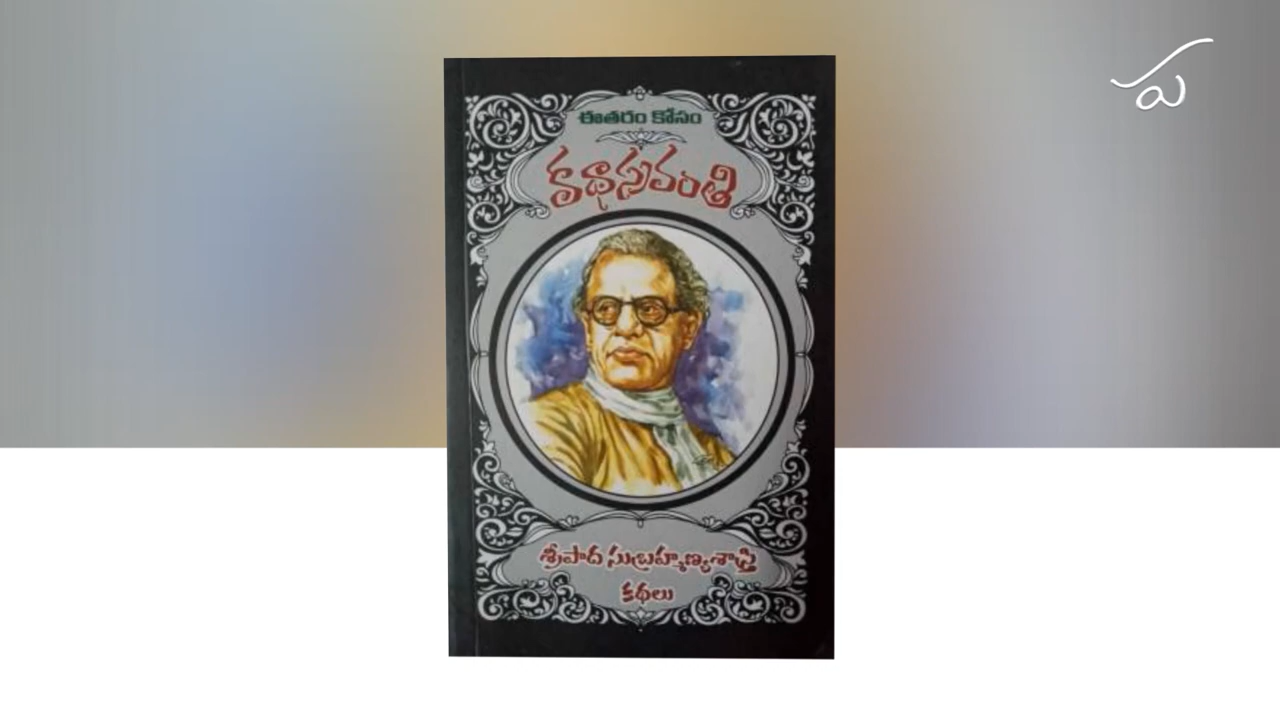 ఈతరం కోసం
కథాస్రవంతి
శ్రీపాద సుబ్రహ్మణ్యశాస్త్రి
కథలు